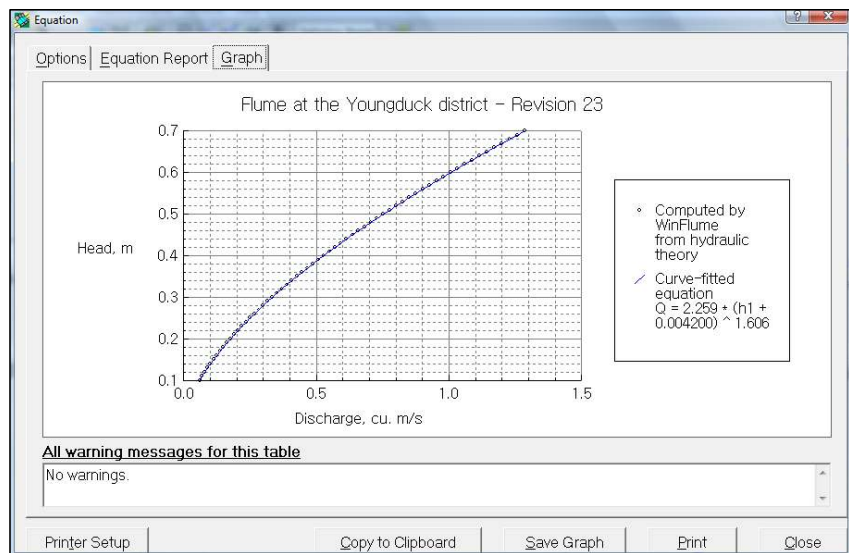 Equation
Options
Equation Report
Graph
Flume at the Youngduck district - Revision 23
0.7
0.6
0.5
0.4
0.3
0.2
0.1
Head, m
0.0
0.5
1.0
1.5
Discharge, cu. m/s
Computed by
WinFlume
from hydraulic
theory
Curve-fitted
equation
Q = 2.259 * (h1 +
0.004200) ^ 1.606
All warning messages for this table
No warnings.
Printer Setup
Copy to Clipboard
Save Graph
Print
Close